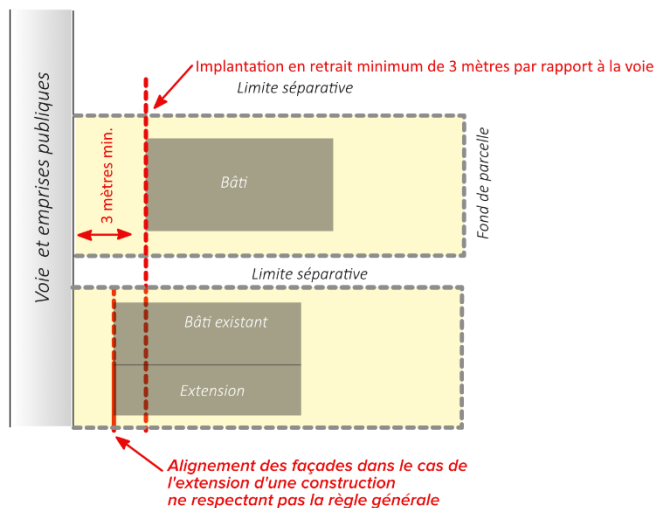 Implantation en retrait minimum de 3 mètres par rapport à la voie
Limite séparative
Voie et emprises publiques
3 mètres min.
Bâti
Fond de parcelle
Limite séparative
Bâti existant
Extension
Alignement des façades dans le cas de
l'extension d'une construction
ne respectant pas la règle générale